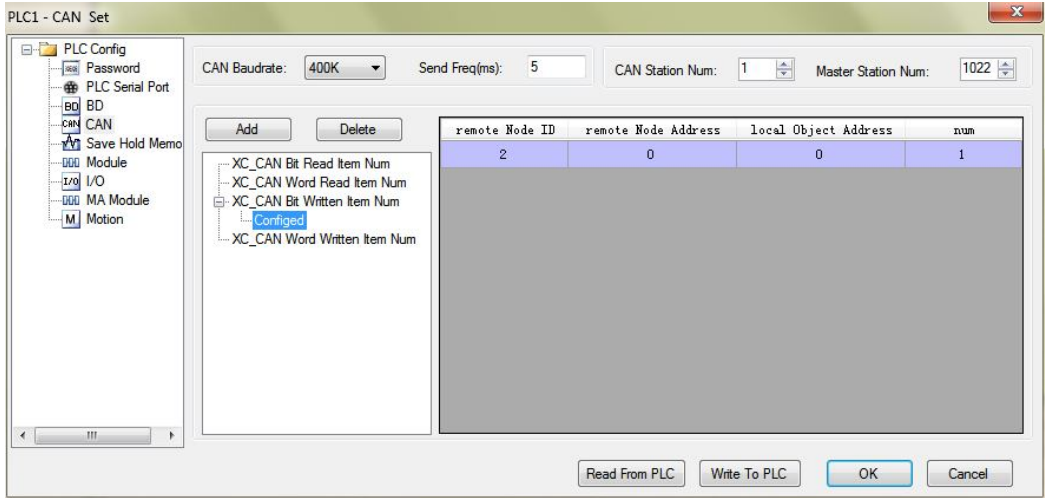 PLC1 - CAN Set
X
PLC Config
Password
PLC Serial Port
BD BD
CAN CAN
Save Hold Memo
Module
I/O I/O
MA Module
M Motion
CAN Baudrate: 400K Send Freq(ms): 5 CAN Station Num: 1 Master Station Num: 1022
Add Delete
XC_CAN Bit Read Item Num
XC_CAN Word Read Item Num
XC_CAN Bit Written Item Num
Configed
XC_CAN Word Written Item Num
remote Node ID remote Node Address local Object Address num
2 0 0 1
Read From PLC Write To PLC OK Cancel